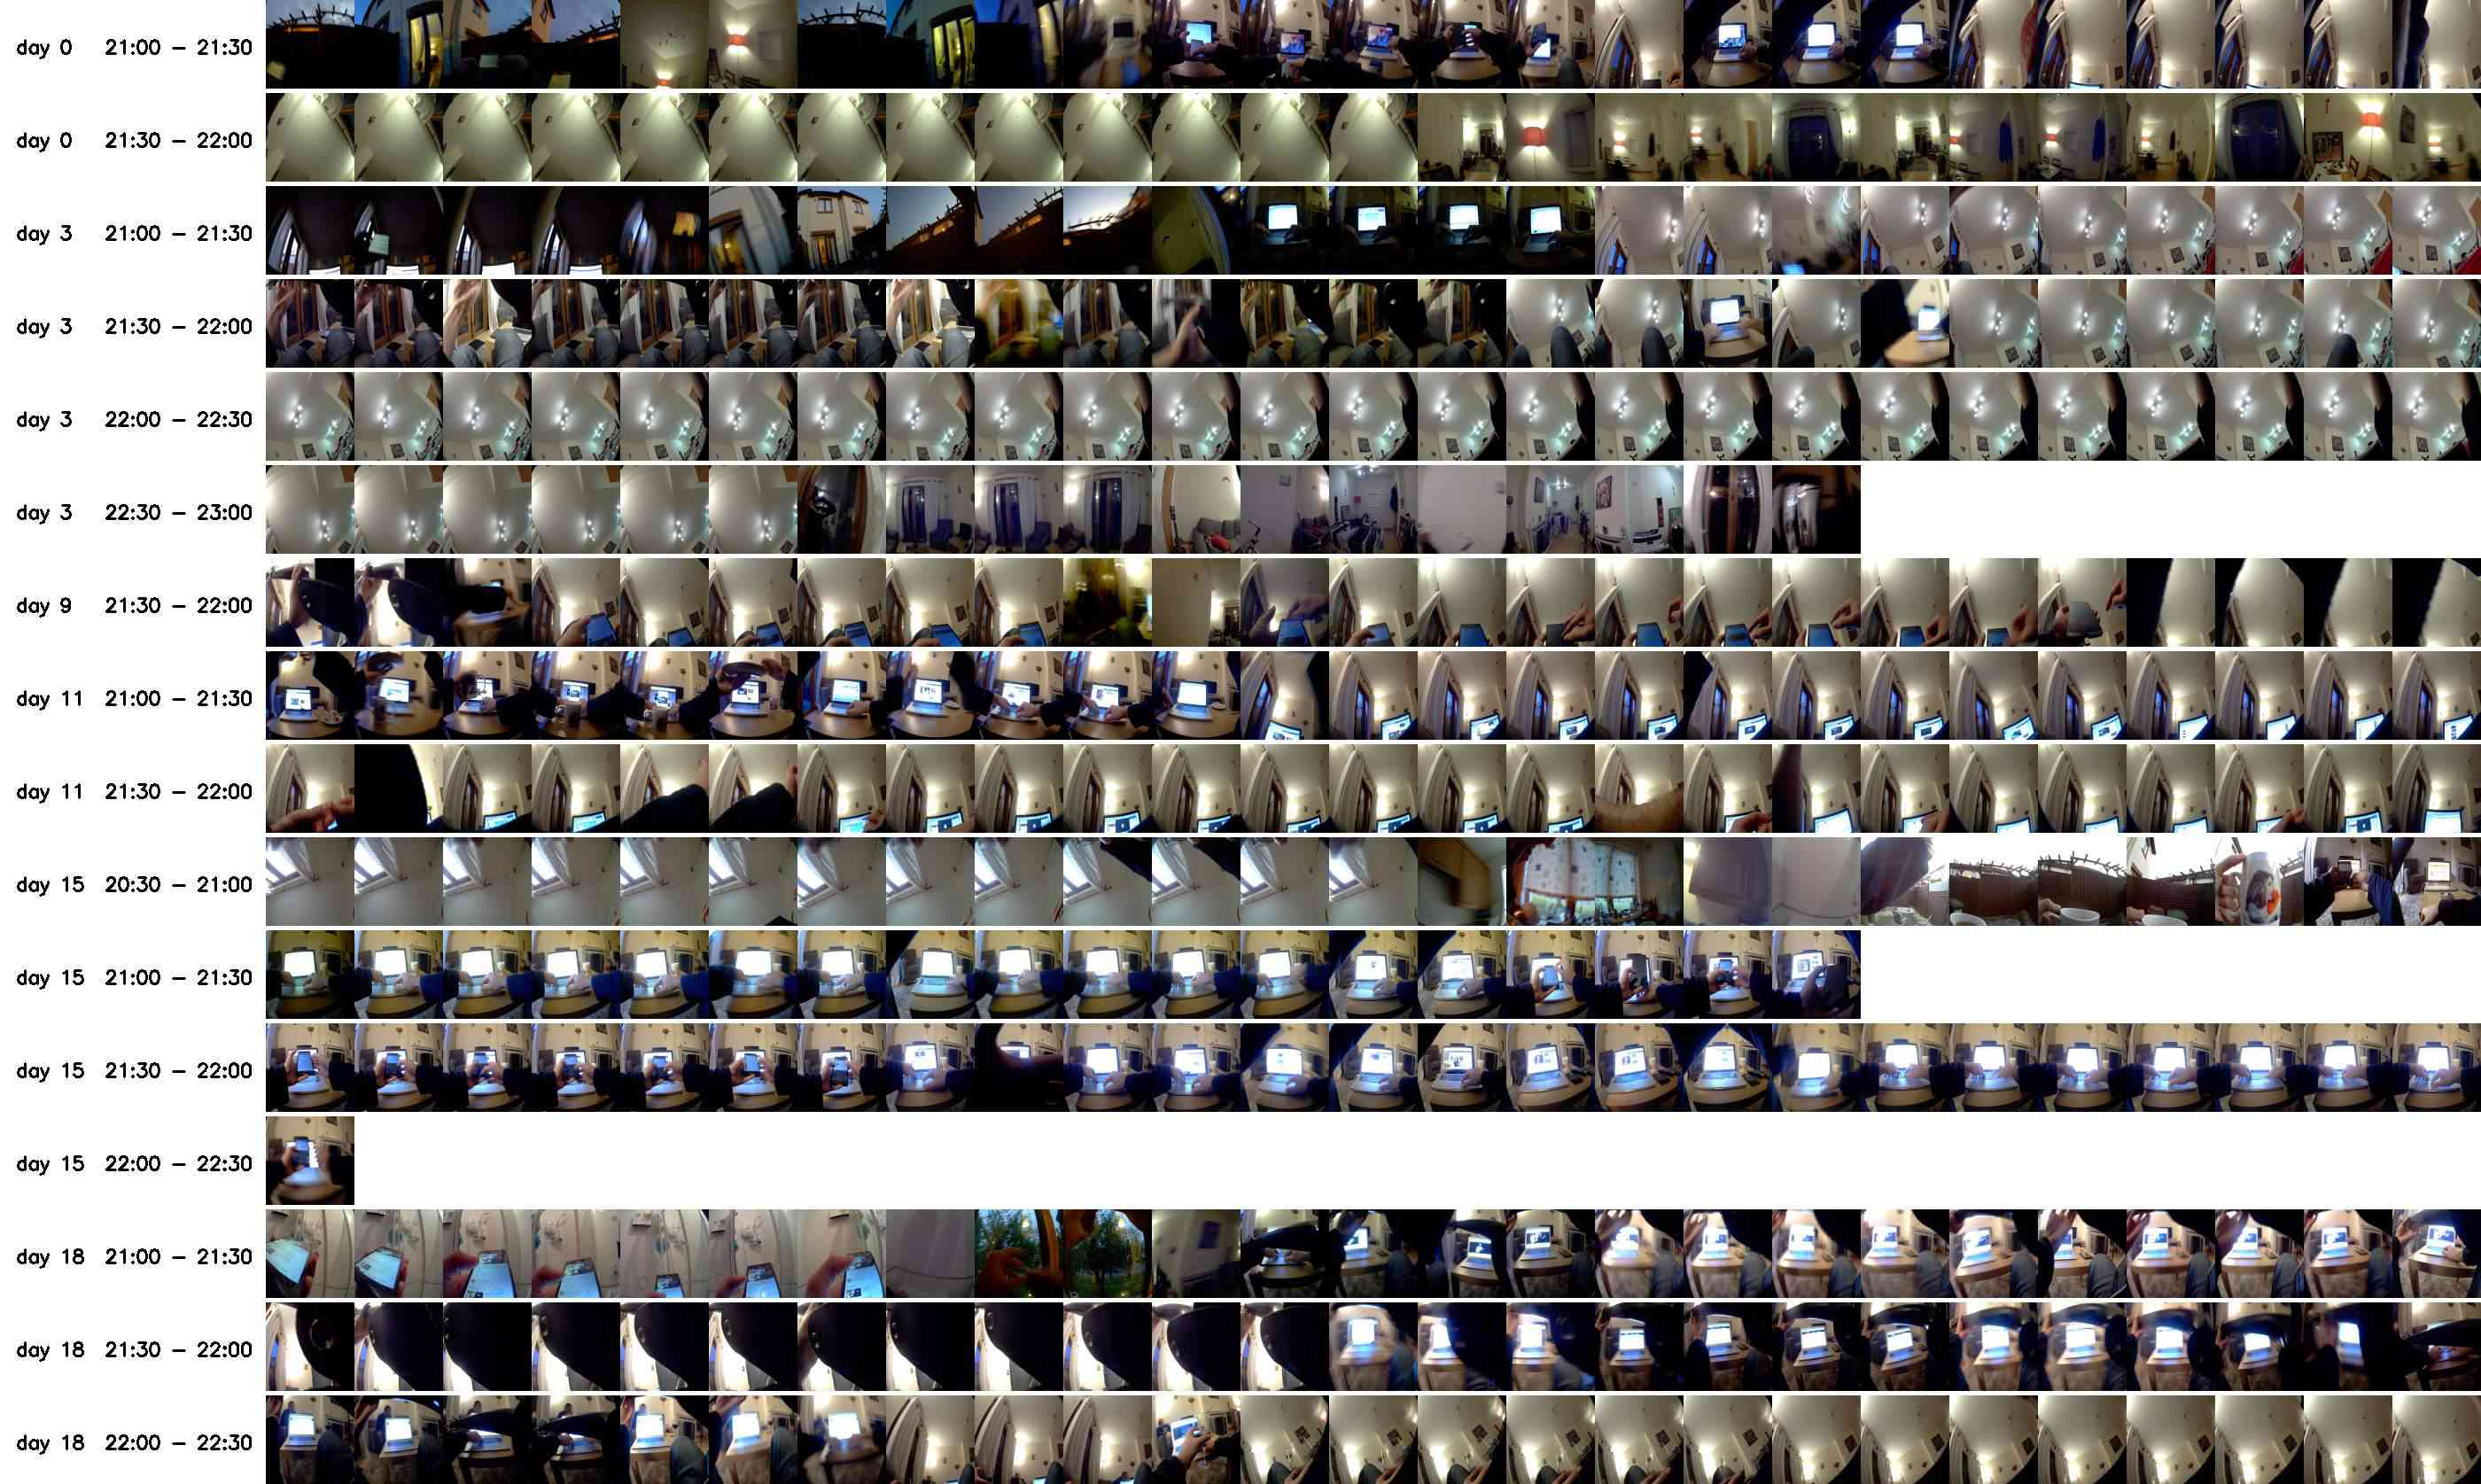 day 0 21:00 - 21:30
day 0 21:30 - 22:00
day 3 21:00 - 21:30
day 3 21:30 - 22:00
day 3 22:00 - 22:30
day 3 22:30 - 23:00
day 9 21:30 - 22:00
day 11 21:00 - 21:30
day 11 21:30 - 22:00
day 15 20:30 - 21:00
day 15 21:00 - 21:30
day 15 21:30 - 22:00
day 15 22:00 - 22:30
day 18 21:00 - 21:30
day 18 21:30 - 22:00
day 18 22:00 - 22:30